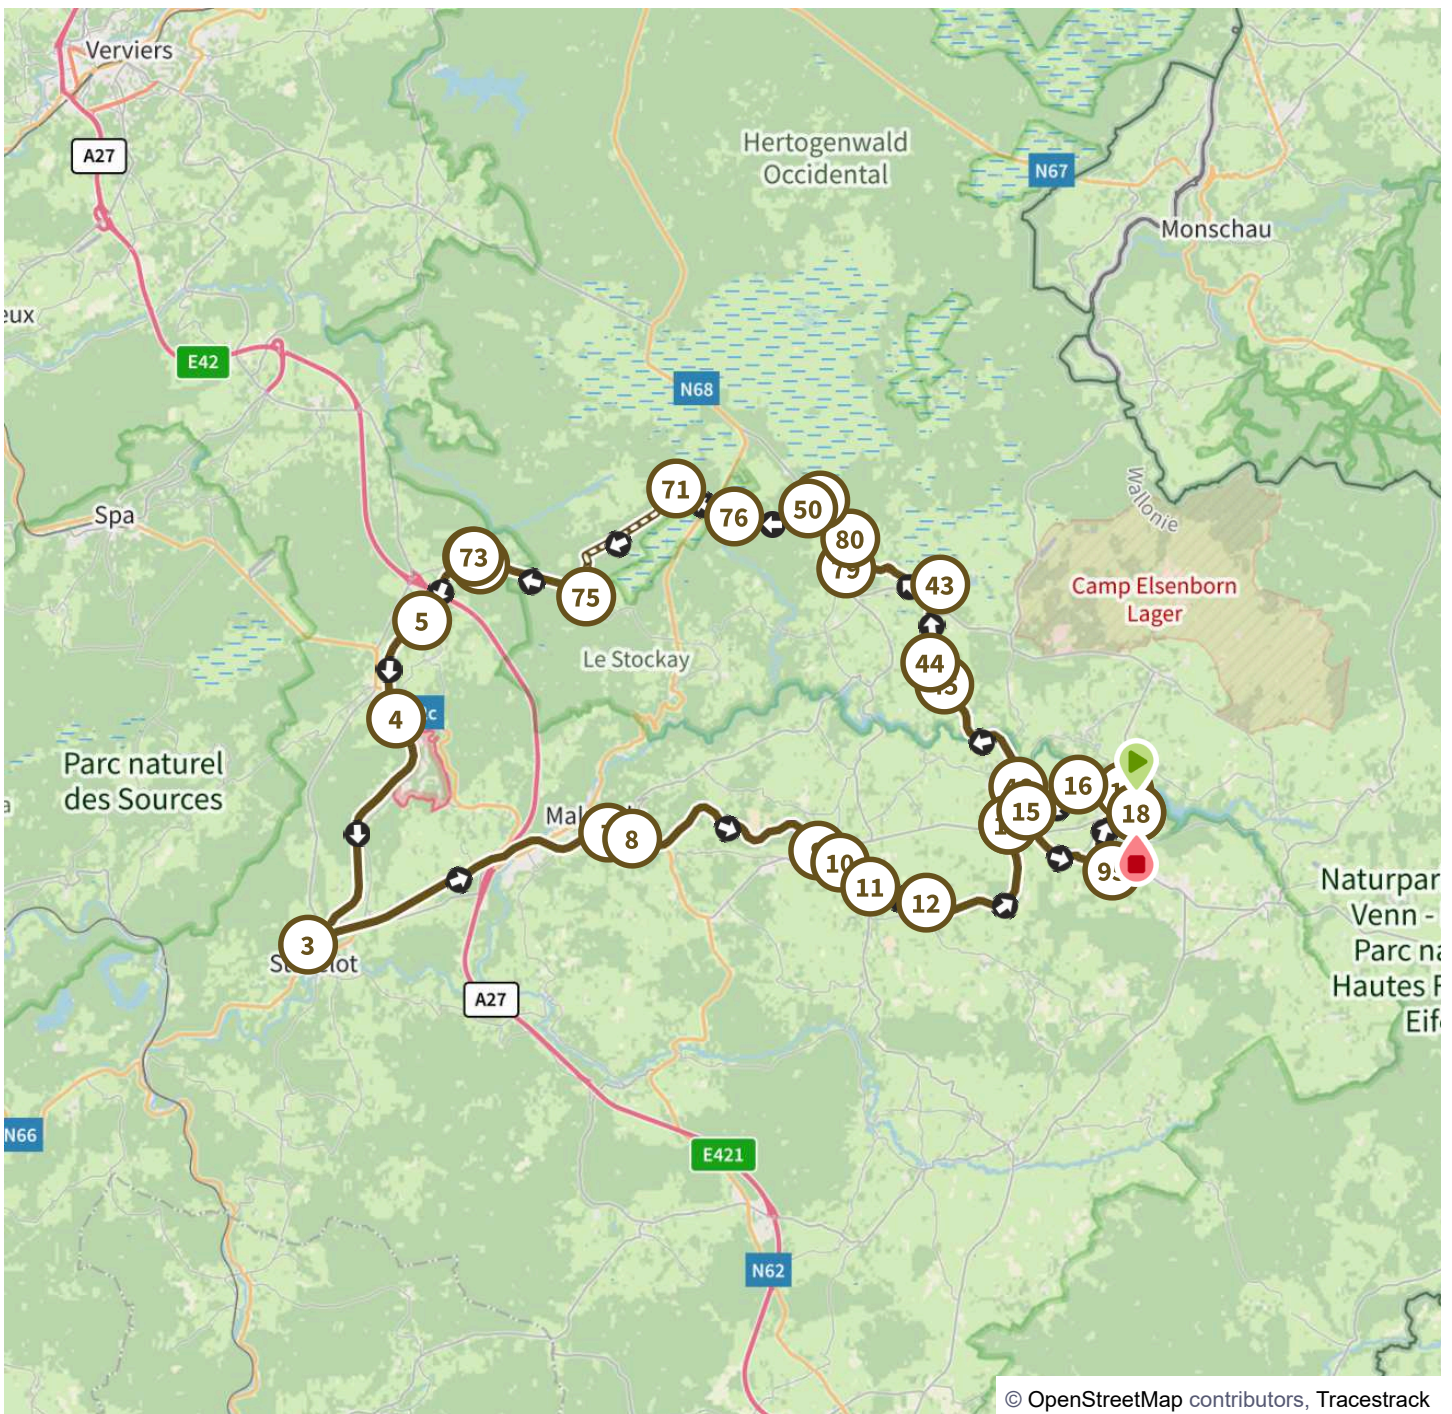 Verviers
A27
Hertogenwald
Occidental
N67
Monschau
eux
E42
N68
Wallonie
71
76
50
80
79
43
Spa
73
75
5
Camp Elsenborn
Lager
44
Le Stockay
4
Parc naturel
des Sources
16
15
18
8
10
11
12
3
A27
Naturpar
Venn -
Parc na
Hautes F
Eife
N66
E421
N62
© OpenStreetMap contributors, Tracestrack